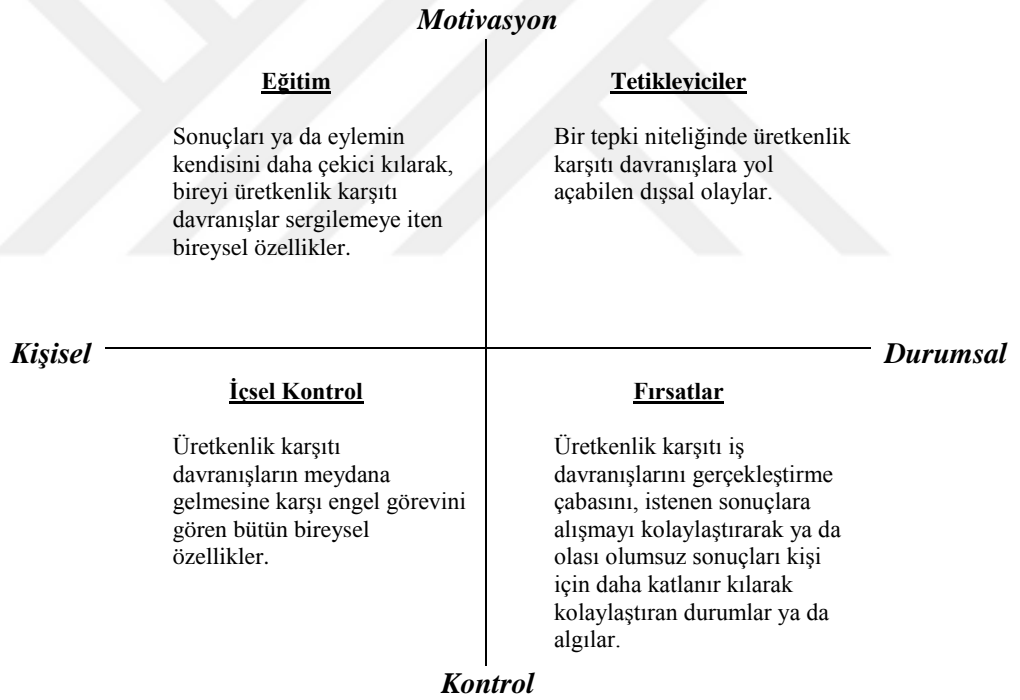 Motivasyon
Eğitim
Sonuçları ya da eylemin
kendisini daha çekici kılarak,
bireyi üretkenlik karşıtı
davranışlar sergilemeye iten
bireysel özellikler.
Tetikleyiciler
Bir tepki niteliğinde üretkenlik
karşıtı davranışlara yol
açabilen dışsal olaylar.
Kişisel
Durumsal
İçsel Kontrol
Üretkenlik karşıtı
davranışların meydana
gelmesine karşı engel görevini
gören bütün bireysel
özellikler.
Fırsatlar
Üretkenlik karşıtı iş
davranışlarını gerçekleştirme
çabasını, istenen sonuçlara
alışmayı kolaylaştırarak ya da
olası olumsuz sonuçları kişi
için daha katlanır kılarak
kolaylaştıran durumlar ya da
algılar.
Kontrol